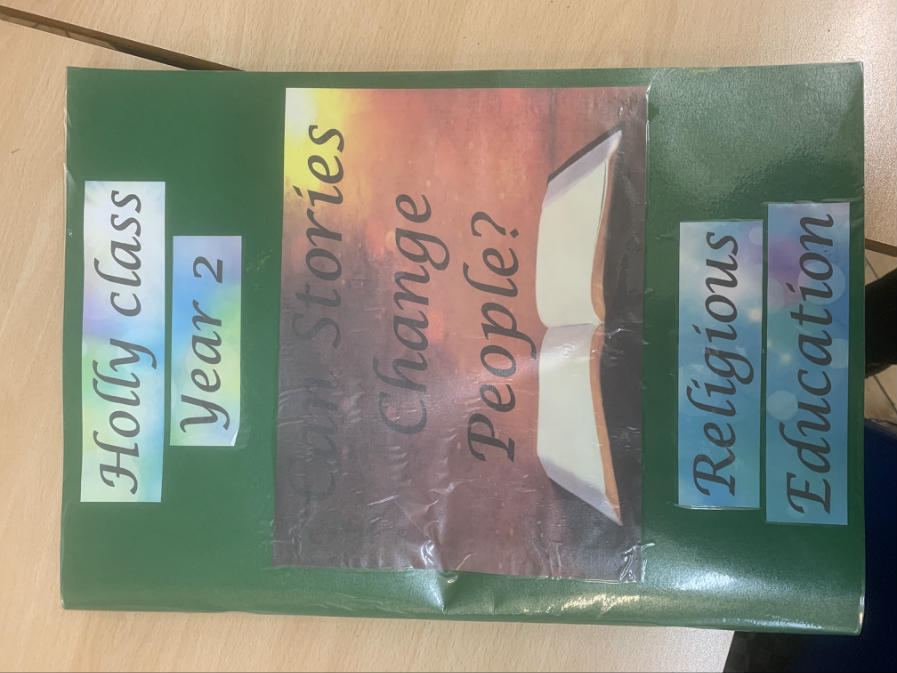 Holly class
Year 2
Can Stories
Change
People?
Religious
Education